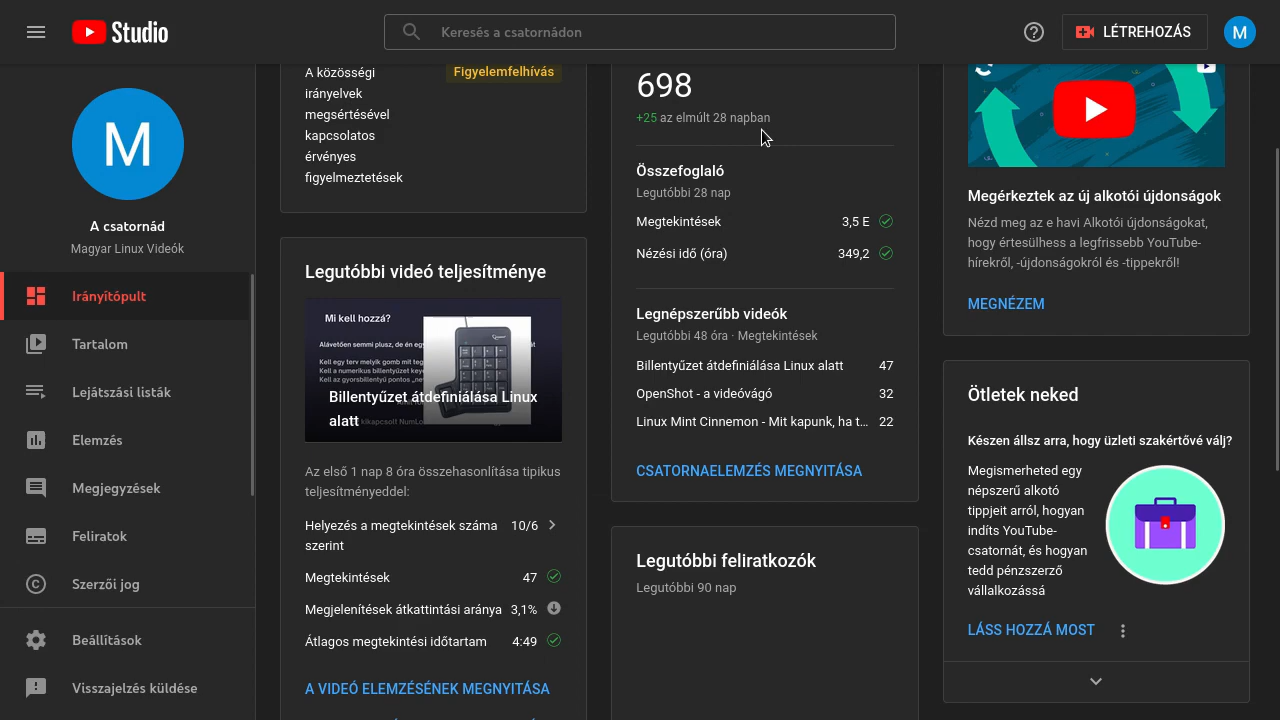 Studio
Keresés a csatornádon
LÉTREHOZÁS
M
M
A csatornád
Magyar Linux Videók
Irányítópult
Tartalom
Lejátszási listák
Elemzés
Megjegyzések
Feliratok
Szerzői jog
Beállítások
Visszajelzés küldése
A közösségi
irányelvek
megsértésével
kapcsolatos
érvényes
figyelmeztetések
Figyelemfelhívás
Legutóbbi videó teljesítménye
Mi kell hozzá?
Billentyűzet átdefiniálása Linux
alatt
Az első 1 nap 8 óra összehasonlítása tipikus
teljesítményeddel:
Helyezés a megtekintések száma 10/6
szerint
Megtekintések 47
Megjelenítések átkattintási aránya 3,1%
Átlagos megtekintési időtartam 4:49
A VIDEÓ ELEMZÉSÉNEK MEGNYITÁSA
698
+25 az elmúlt 28 napban
Összefoglaló
Legutóbbi 28 nap
Megtekintések 3,5 E
Nézési idő (óra) 349,2
Legnépszerűbb videók
Legutóbbi 48 óra · Megtekintések
Billentyűzet átdefiniálása Linux alatt 47
OpenShot - a videóvágó 32
Linux Mint Cinnemon - Mit kapunk, ha t... 22
CSATORNAELEMZÉS MEGNYITÁSA
Legutóbbi feliratkozók
Legutóbbi 90 nap
Megérkeztek az új alkotói újdonságok
Nézd meg az e havi Alkotói újdonságokat,
hogy értesülhess a legfrissebb YouTube-
hírekről, -újdonságokról és -tippekről!
MEGNÉZEM
Ötletek neked
Készen állsz arra, hogy üzleti szakértővé válj?
Megismerheted egy
népszerű alkotó
tippjeit arról, hogyan
indíts YouTube-
csatornát, és hogyan
tedd pénzszerző
vállalkozássá
LÁSS HOZZÁ MOST